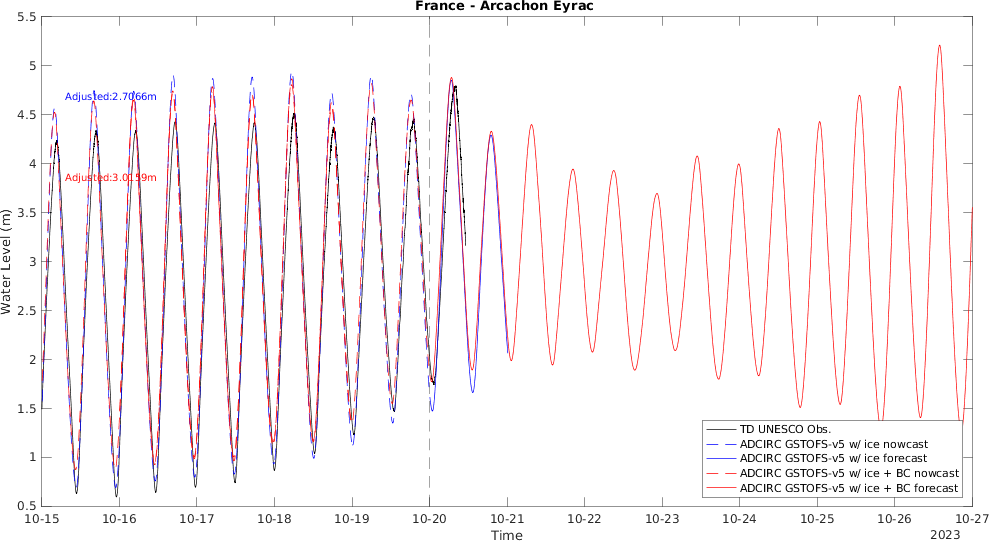 France - Arcachon Eyrac
5.5
5
4.5
4
3.5
3
2.5
2
1.5
1
0.5
Water Level (m)
Adjusted:2.7066m
Adjusted:3.0159m
TD UNESCO Obs.
ADCIRC GSTOFS-v5 w/ ice nowcast
ADCIRC GSTOFS-v5 w/ ice forecast
ADCIRC GSTOFS-v5 w/ ice + BC nowcast
ADCIRC GSTOFS-v5 w/ ice + BC forecast
10-15 10-16 10-17 10-18 10-19 10-20 10-21 10-22 10-23 10-24 10-25 10-26 10-27
Time
2023